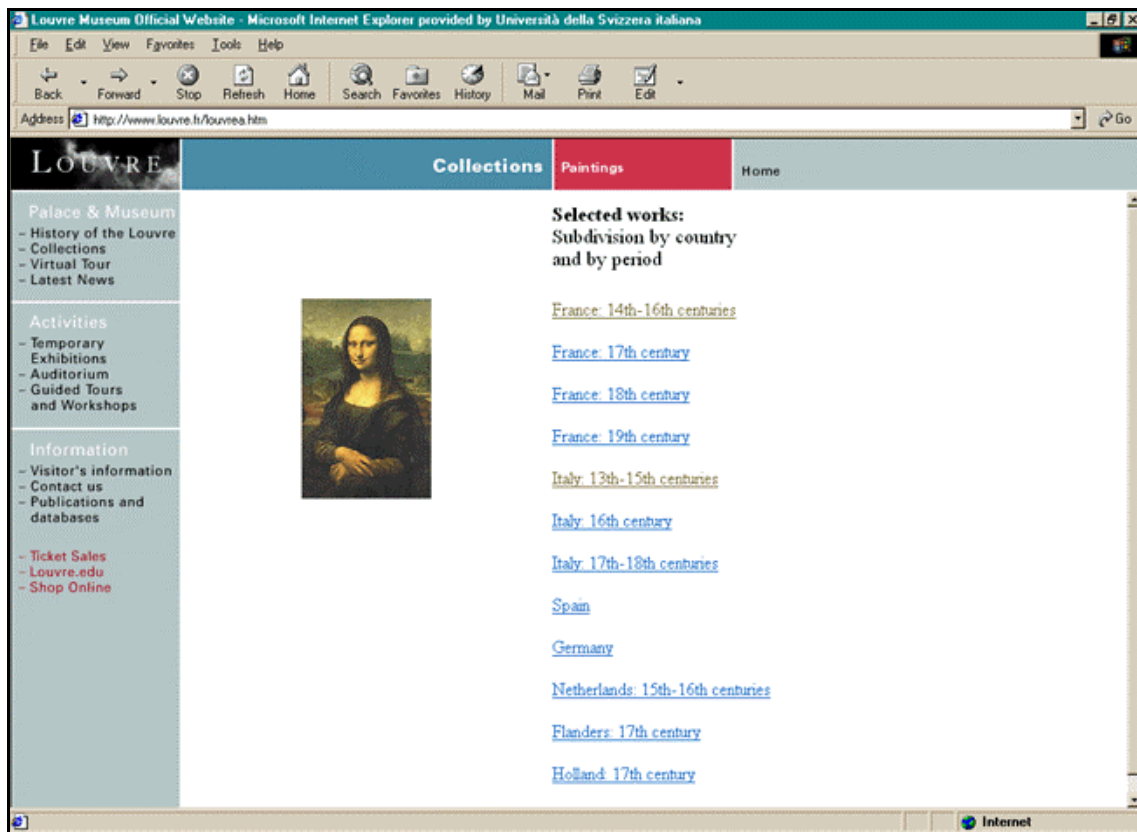 Louvre Museum Official Website - Microsoft Internet Explorer provided by Università della Svizzera italiana
File Edit View Favorites Tools Help
Back Forward Stop Refresh Home Search Favorites History Mail Print Edit
Address http://www.louvre.fr/louvrea.htm Go
LOUVRE Collections Paintings Home
Palace & Museum
- History of the Louvre
- Collections
- Virtual Tour
- Latest News
Activities
- Temporary
Exhibitions
- Auditorium
- Guided Tours
and Workshops
Information
- Visitor's information
- Contact us
- Publications and
databases
- Ticket Sales
- Louvre.edu
- Shop Online
Selected works:
Subdivision by country
and by period
France: 14th-16th centuries
France: 17th century
France: 18th century
France: 19th century
Italy: 13th-15th centuries
Italy: 16th century
Italy: 17th-18th centuries
Spain
Germany
Netherlands: 15th-16th centuries
Flanders: 17th century
Holland: 17th century
Internet